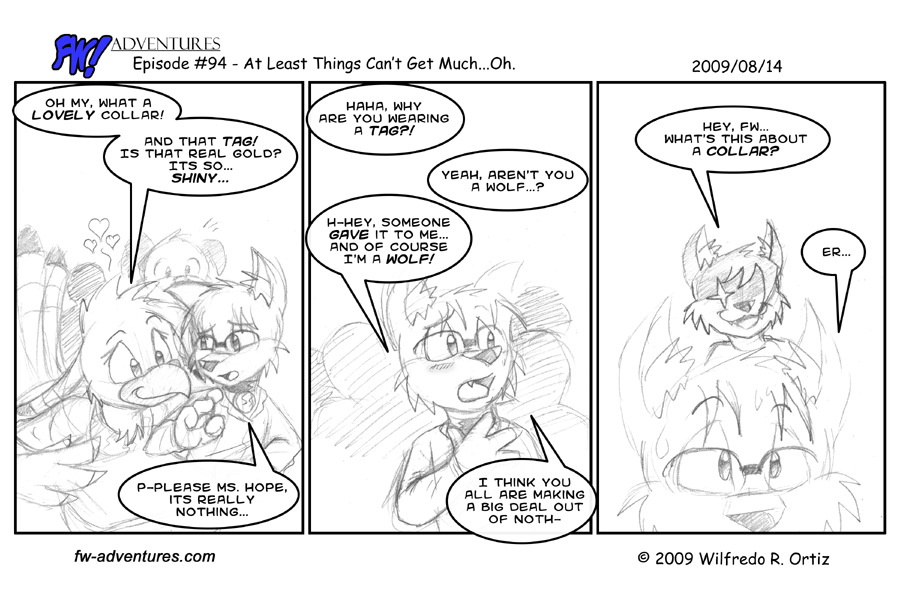 FW! ADVENTURES
Episode #94 - At Least Things Can't Get Much...Oh.
2009/08/14
OH MY, WHAT A
LOVELY COLLAR!
AND THAT TAG!
IS THAT REAL GOLD?
ITS SO...
SHINY...
P-PLEASE MS. HOPE,
ITS REALLY
NOTHING...
HAHA, WHY
ARE YOU WEARING
A TAG?!
YEAH, AREN'T YOU
A WOLF...?
H-HEY, SOMEONE
GAVE IT TO ME...
AND OF COURSE
I'M A WOLF!
I THINK YOU
ALL ARE MAKING
A BIG DEAL OUT
OF NOTH-
HEY, FW...
WHAT'S THIS ABOUT
A COLLAR?
ER...
fw-adventures.com
© 2009 Wilfredo R. Ortiz